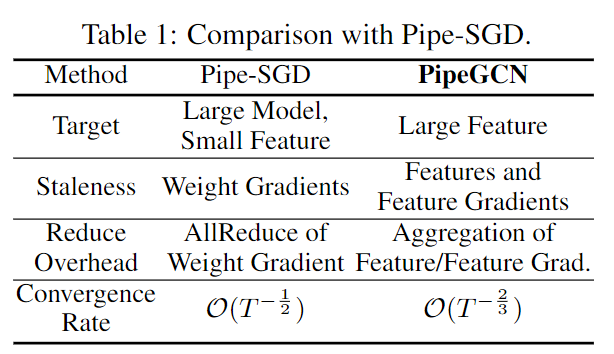 Table 1: Comparison with Pipe-SGD.
Method Pipe-SGD PipeGCN
Target Large Model, Small Feature Large Feature
Staleness Weight Gradients Features and Feature Gradients
Reduce Overhead AllReduce of Weight Gradient Aggregation of Feature/Feature Grad.
Convergence Rate $\mathcal{O}(T^{-\frac{1}{2}})$ $\mathcal{O}(T^{-\frac{2}{3}})$